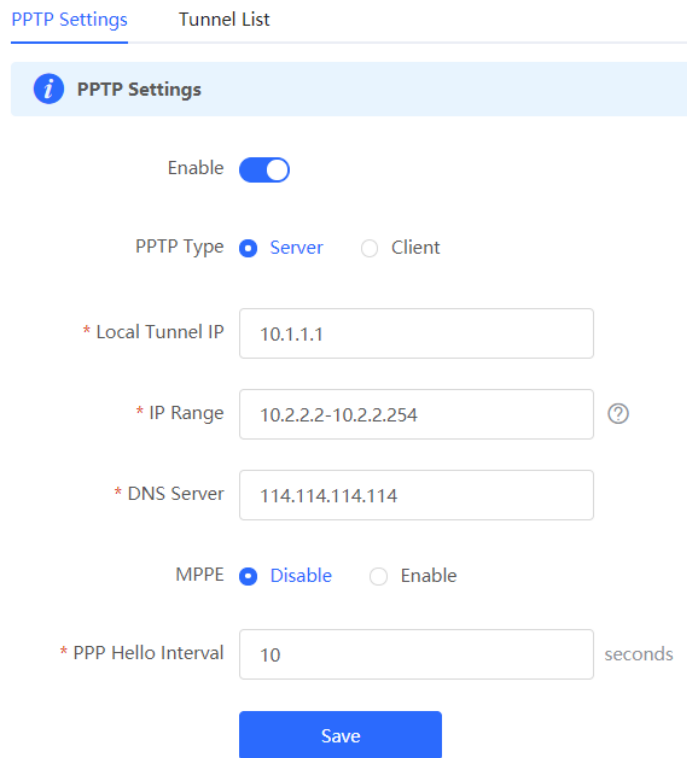 PPTP Settings Tunnel List
i PPTP Settings
Enable
PPTP Type Server Client
* Local Tunnel IP 10.1.1.1
* IP Range 10.2.2.2-10.2.2.254 ?
* DNS Server 114.114.114.114
MPPE Disable Enable
* PPP Hello Interval 10 seconds
Save